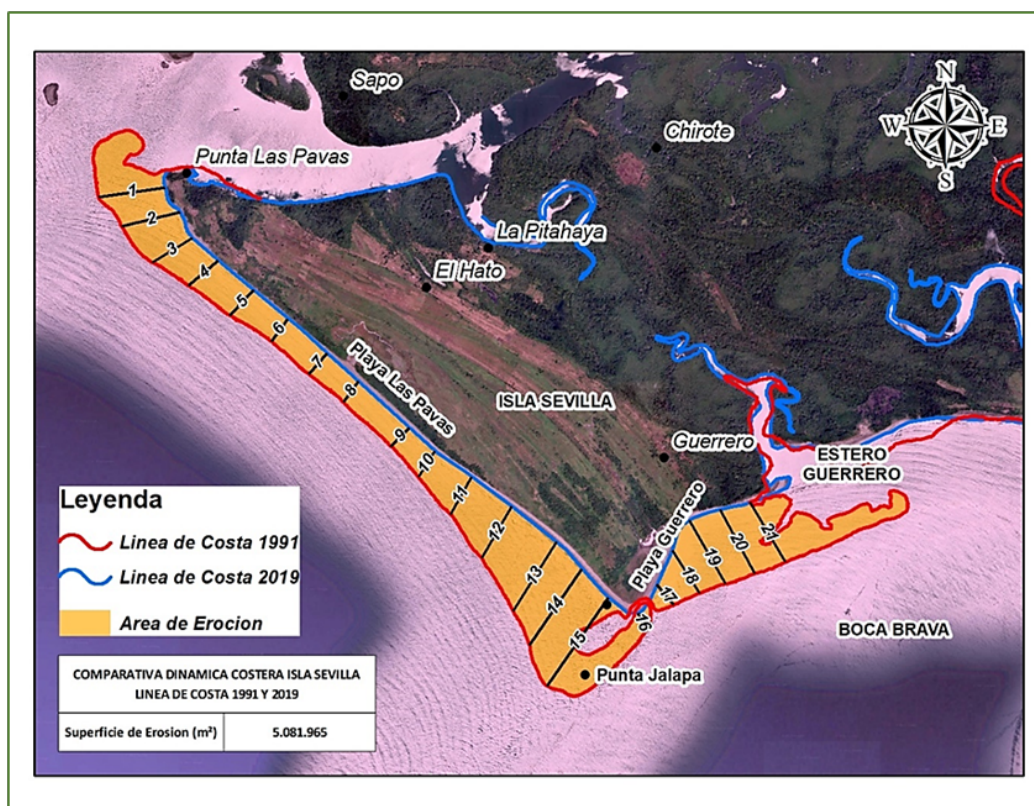 Sapo
Chirote
N
W E
S
Punta Las Pavas
La Pitahaya
El Hato
1
2
3
4
5
6
7
8
9
10
11
12
13
14
15
16
17
18
19
20
21
Playa Las Pavas
ISLA SEVILLA
Guerrero
ESTERO
GUERRERO
Playa Guerrero
BOCA BRAVA
Punta Jalapa
Leyenda
Linea de Costa 1991
Linea de Costa 2019
Area de Erocion
COMPARATIVA DINAMICA COSTERA ISLA SEVILLA
LINEA DE COSTA 1991 Y 2019
Superficie de Erosion (m²) 5.081.965